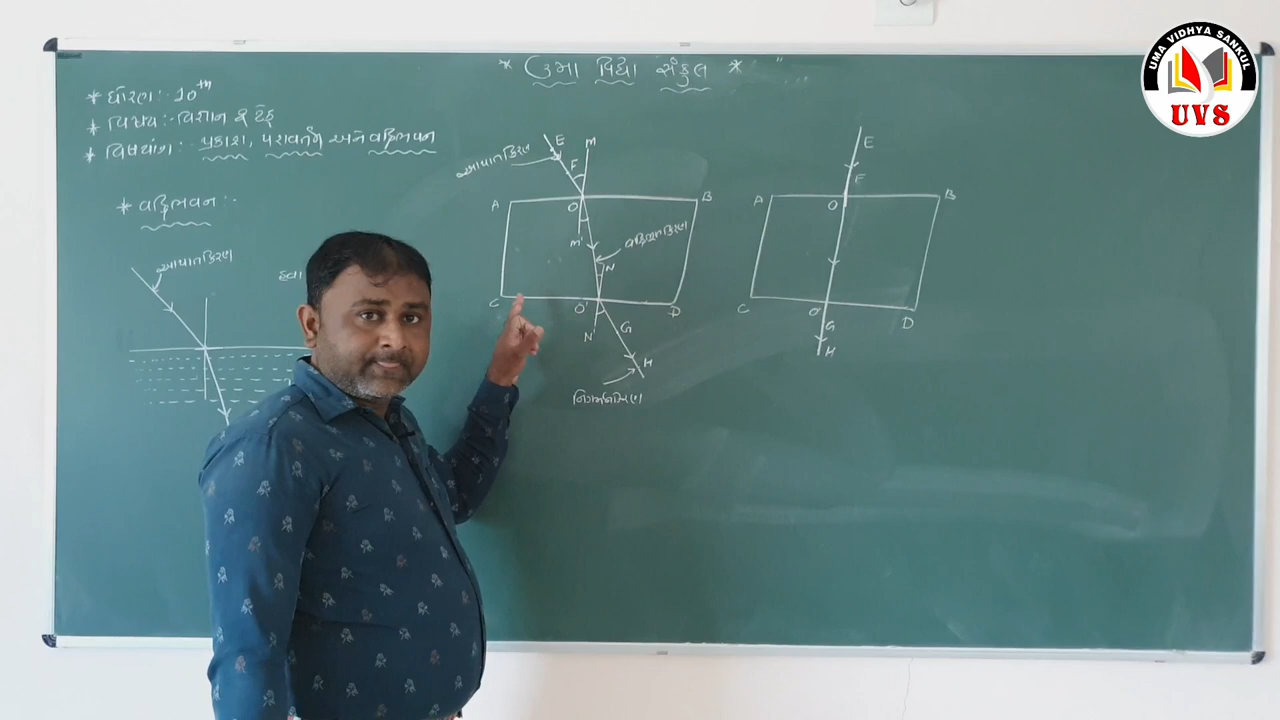 * ઉમા વિદ્યા સંકુલ *
* ધોરણ :- 10th
* વિષય :- વિજ્ઞાન & ટેક
* વિષયાંગ :- પ્રકાશ, પરાવર્તન અને વક્રિભવન
* વક્રિભવન :-
આપાતકિરણ
હવા
આપાતકિરણ
E M
F
A B
O
M'
વક્રિભૂતકિરણ
N
C O' D
N'
G
H
નિર્ગમનકિરણ
E
F
A O B
C O' D
G
H
UMA VIDHYA SANKUL
UVS